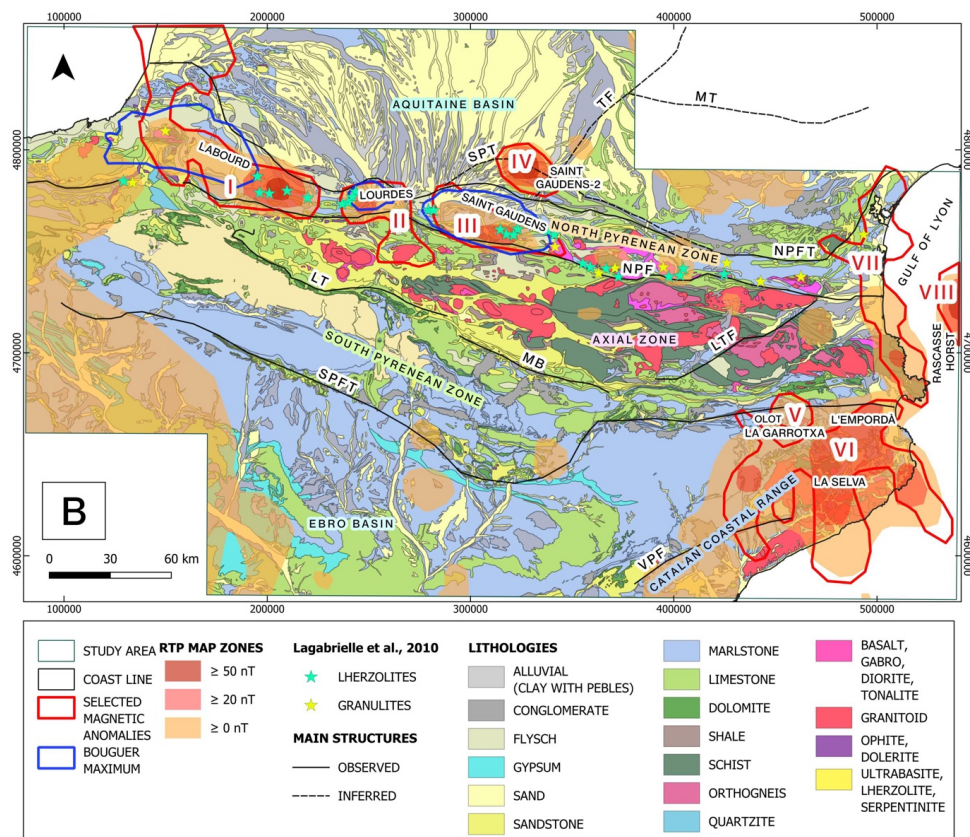 100000 200000 300000 400000 500000
4800000
4700000
4600000
AQUITAINE BASIN
TF
MT
SPT
LABOURD
I
LOURDES
II
SAINT GAUDENS
III
IV
SAINT
GAUDENS-2
NORTH PYRENEAN ZONE
NPFT
NPF
VII
GULF OF LYON
VIII
RASCASSE
HORST
LT
AXIAL ZONE
LTF
MB
SOUTH PYRENEAN ZONE
SPFT
OLOT
V
L'EMPORDÀ
LA GARROTXA
VI
LA SELVA
EBRO BASIN
VPF
CATALAN COASTAL RANGE
B
0 30 60 km
4800000
4700000
4600000
100000 200000 300000 400000 500000
STUDY AREA
COAST LINE
SELECTED
MAGNETIC
ANOMALIES
BOUGUER
MAXIMUM
RTP MAP ZONES
≥ 50 nT
≥ 20 nT
≥ 0 nT
Lagabrielle et al., 2010
LHERZOLITES
GRANULITES
MAIN STRUCTURES
OBSERVED
INFERRED
LITHOLOGIES
ALLUVIAL
(CLAY WITH PEBLES)
CONGLOMERATE
FLYSCH
GYPSUM
SAND
SANDSTONE
MARLSTONE
LIMESTONE
DOLOMITE
SHALE
SCHIST
ORTHOGNEIS
QUARTZITE
BASALT,
GABRO,
DIORITE,
TONALITE
GRANITOID
OPHITE,
DOLERITE
ULTRABASITE,
LHERZOLITE,
SERPENTINITE